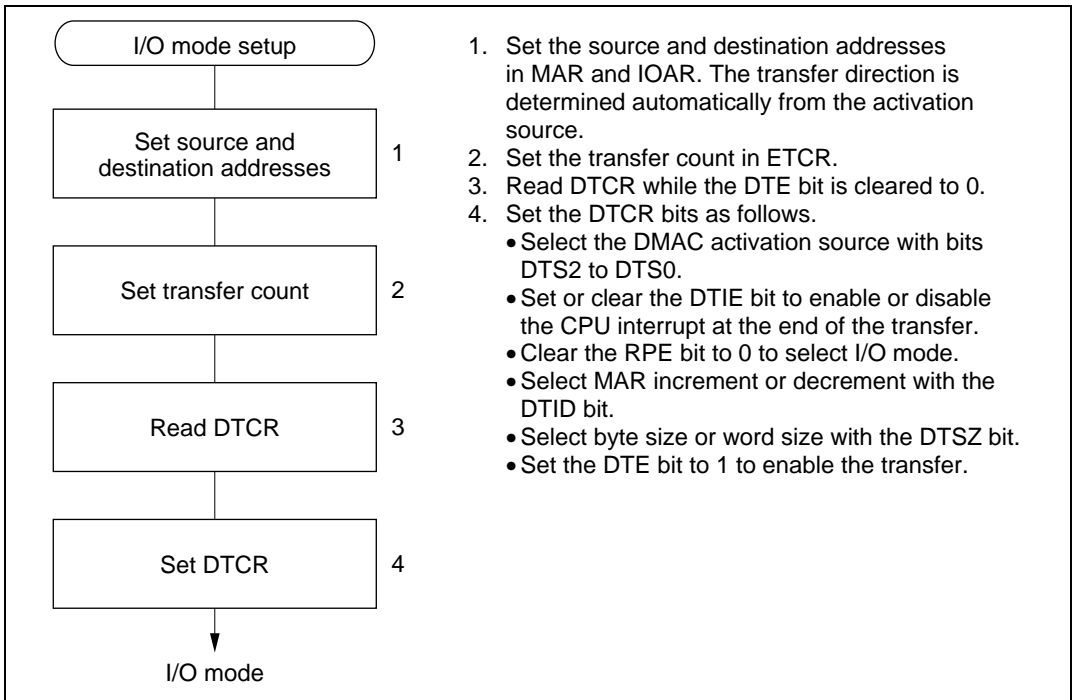 I/O mode setup
Set source and
destination addresses
1
Set transfer count
2
Read DTCR
3
Set DTCR
4
I/O mode
1. Set the source and destination addresses
in MAR and IOAR. The transfer direction is
determined automatically from the activation
source.
2. Set the transfer count in ETCR.
3. Read DTCR while the DTE bit is cleared to 0.
4. Set the DTCR bits as follows.
• Select the DMAC activation source with bits
DTS2 to DTS0.
• Set or clear the DTIE bit to enable or disable
the CPU interrupt at the end of the transfer.
• Clear the RPE bit to 0 to select I/O mode.
• Select MAR increment or decrement with the
DTID bit.
• Select byte size or word size with the DTSZ bit.
• Set the DTE bit to 1 to enable the transfer.